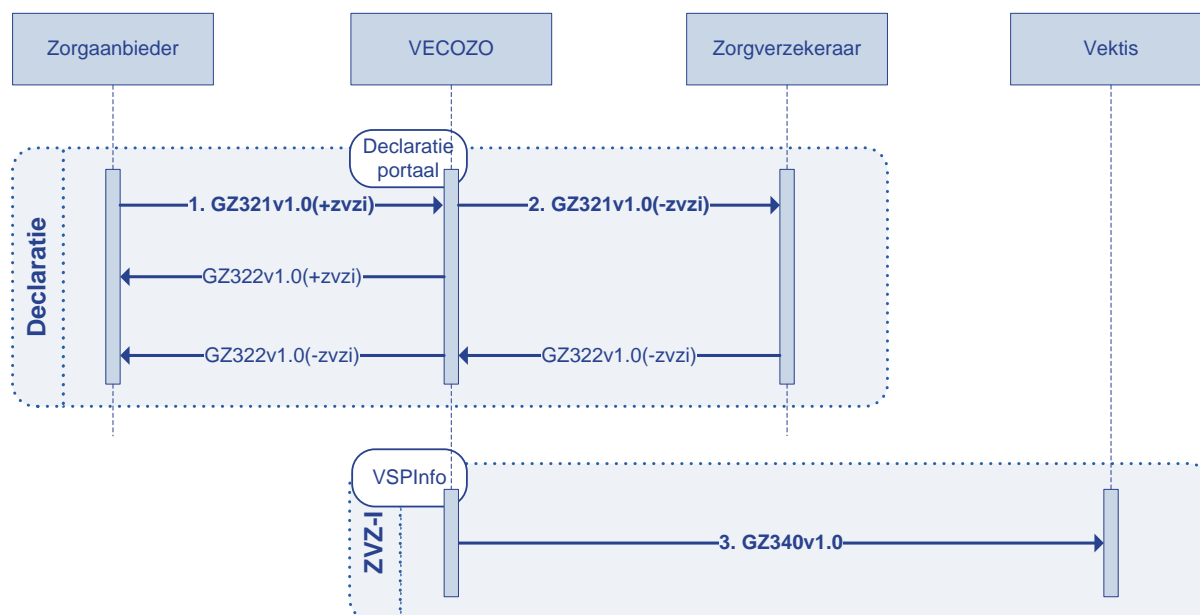 Zorgaanbieder
VECOZO
Zorgverzekeraar
Vektis
Declaratie
portaal
Declaratie
1. GZ321v1.0(+zvzi)
2. GZ321v1.0(-zvzi)
GZ322v1.0(+zvzi)
GZ322v1.0(-zvzi)
GZ322v1.0(-zvzi)
VSPInfo
ZVZ-I
3. GZ340v1.0